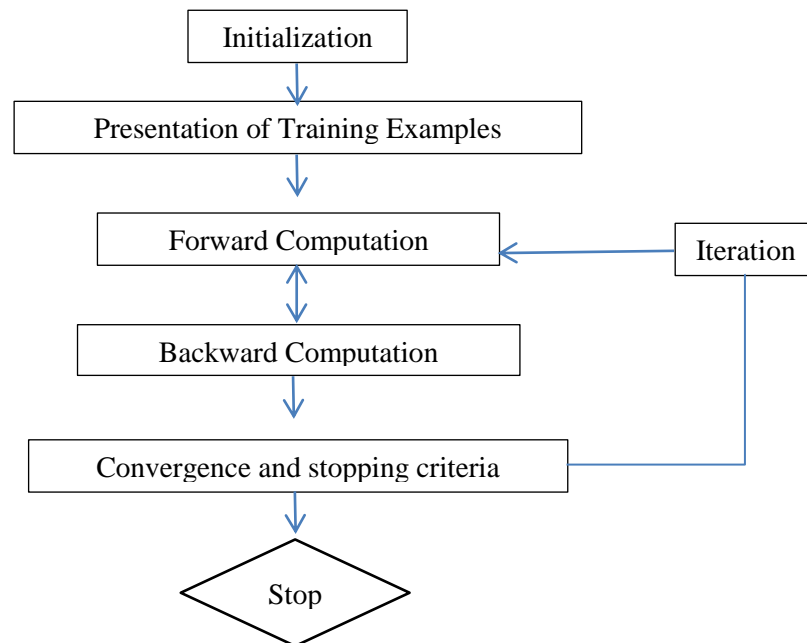 Initialization
Presentation of Training Examples
Forward Computation
Iteration
Backward Computation
Convergence and stopping criteria
Stop